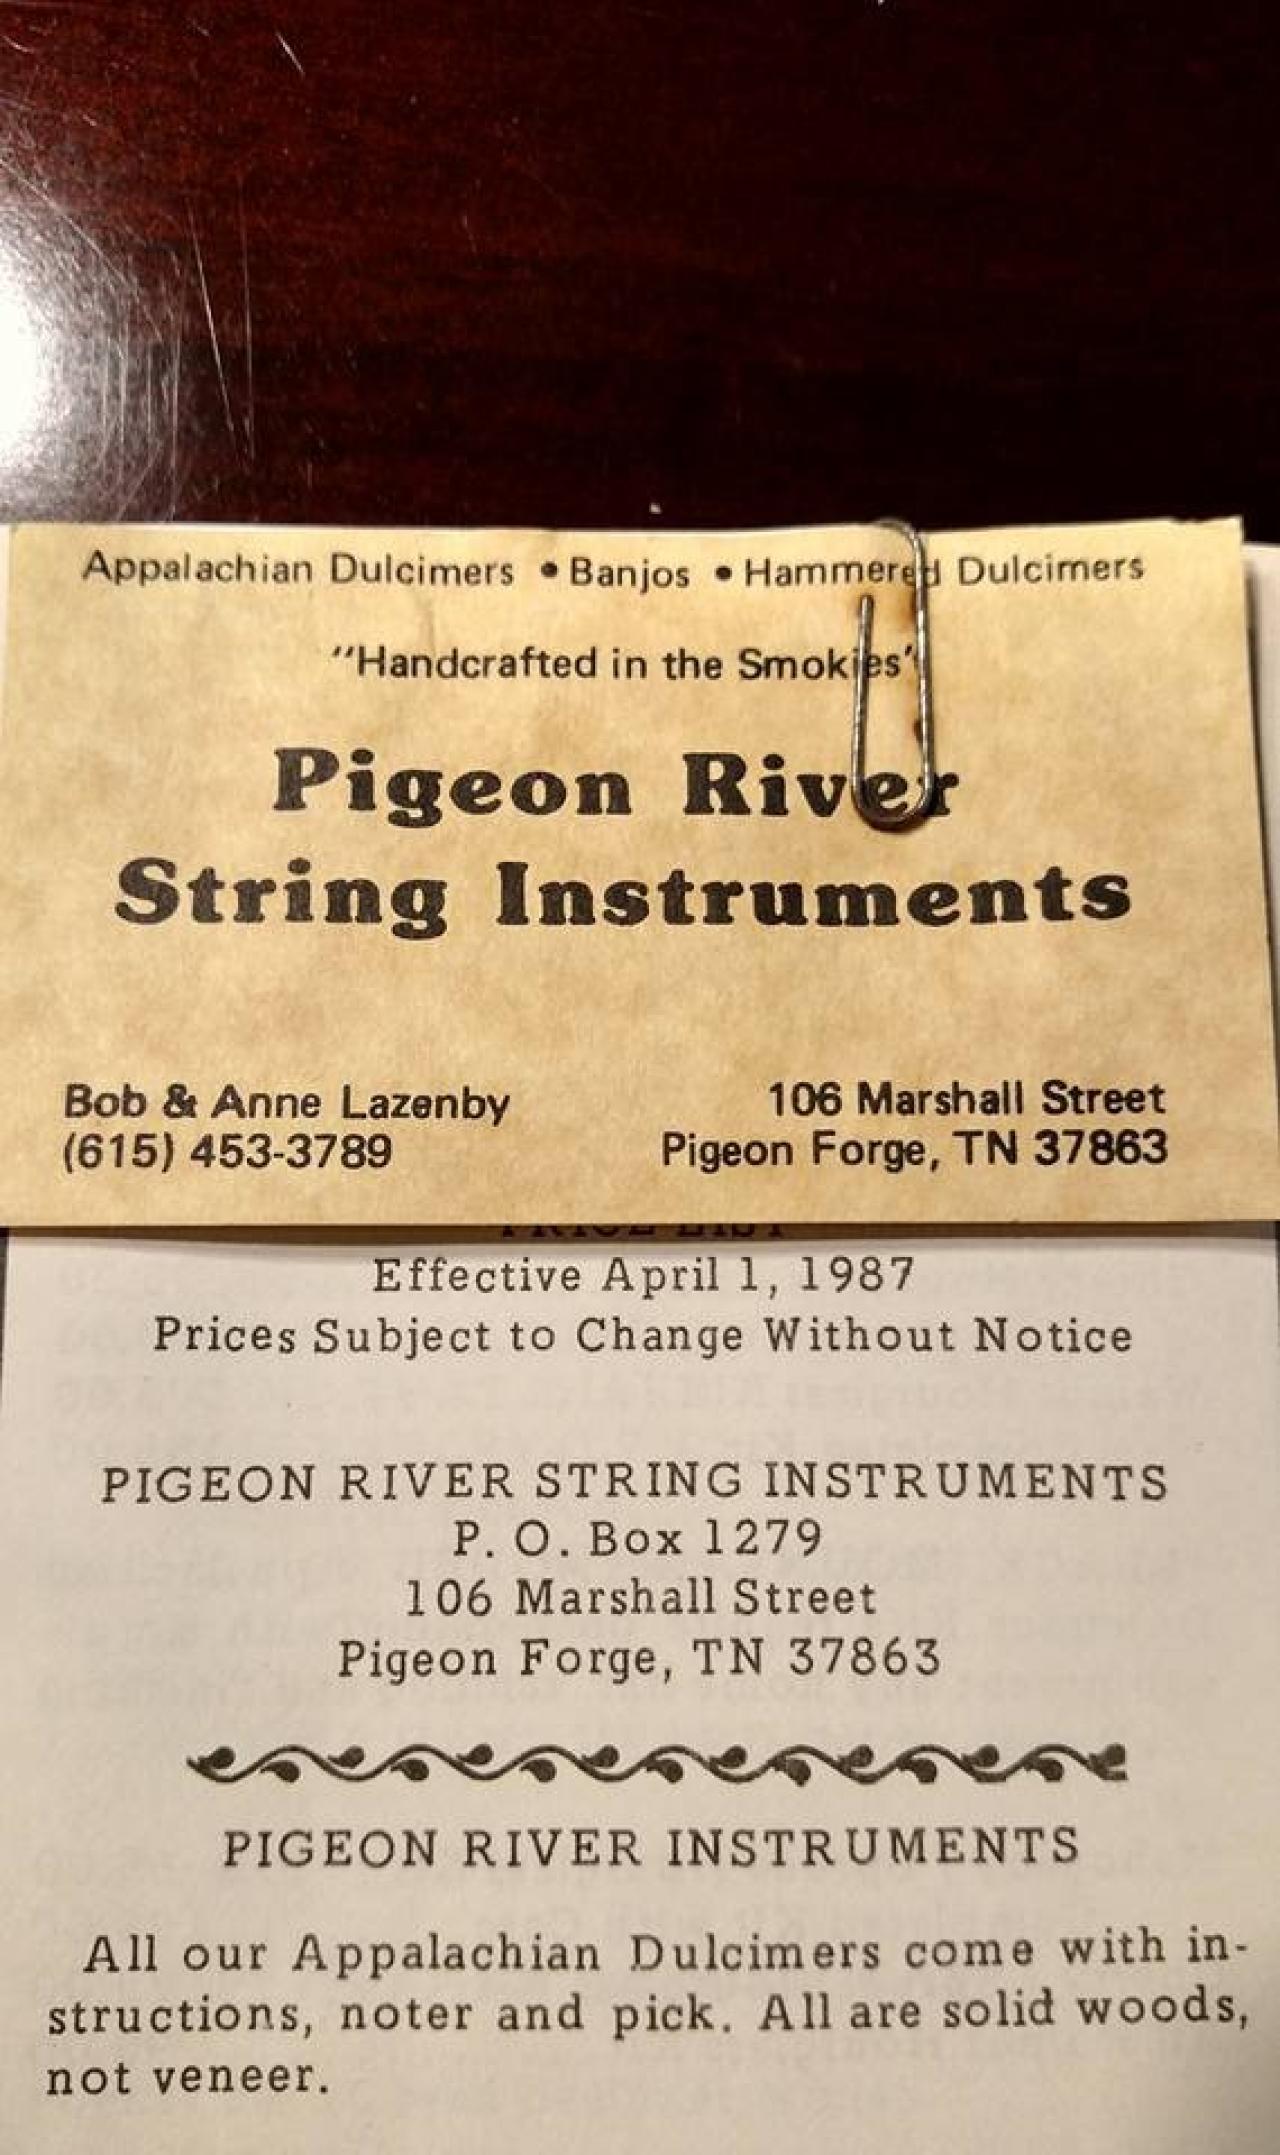 Appalachian Dulcimers • Banjos • Hammered Dulcimers
"Handcrafted in the Smokies"
Pigeon River
String Instruments
Bob & Anne Lazenby
(615) 453-3789
106 Marshall Street
Pigeon Forge, TN 37863
PRICE LIST
Effective April 1, 1987
Prices Subject to Change Without Notice
PIGEON RIVER STRING INSTRUMENTS
P. O. Box 1279
106 Marshall Street
Pigeon Forge, TN 37863
PIGEON RIVER INSTRUMENTS
All our Appalachian Dulcimers come with in-
structions, noter and pick. All are solid woods,
not veneer.